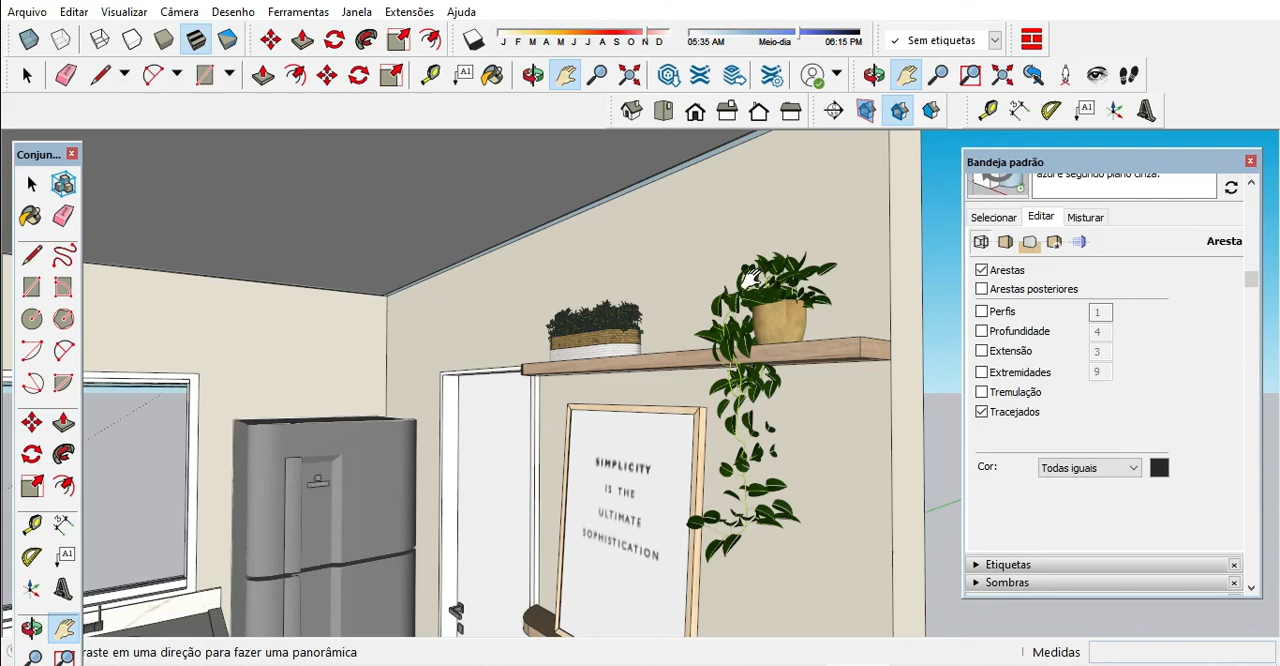 Arquivo Editar Visualizar Câmera Desenho Ferramentas Janela Extensões Ajuda
J F M A M J J A S O N D
05:35 AM Meio-dia 06:15 PM
Sem etiquetas
A1
A1
Conjun...
Bandeja padrão
azul e segundo plano cinza.
Selecionar Editar Misturar
Aresta
Arestas
Arestas posteriores
Perfis 1
Profundidade 4
Extensão 3
Extremidades 9
Tremulação
Tracejados
Cor: Todas iguais
Etiquetas
Sombras
A1
SIMPLICITY
IS THE
ULTIMATE
SOPHISTICATION
raste em uma direção para fazer uma panorâmica
Medidas